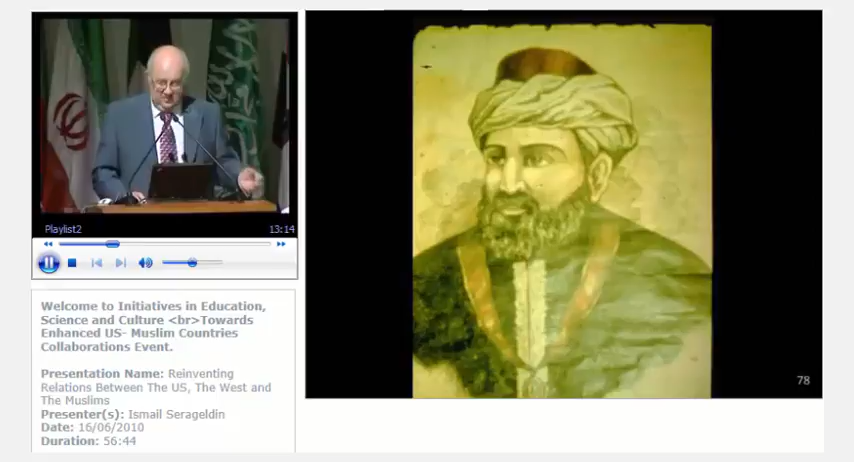 Playlist2 13:14
Welcome to Initiatives in Education,
Science and Culture <br>Towards
Enhanced US- Muslim Countries
Collaborations Event.
Presentation Name: Reinventing
Relations Between The US, The West and
The Muslims
Presenter(s): Ismail Serageldin
Date: 16/06/2010
Duration: 56:44
78